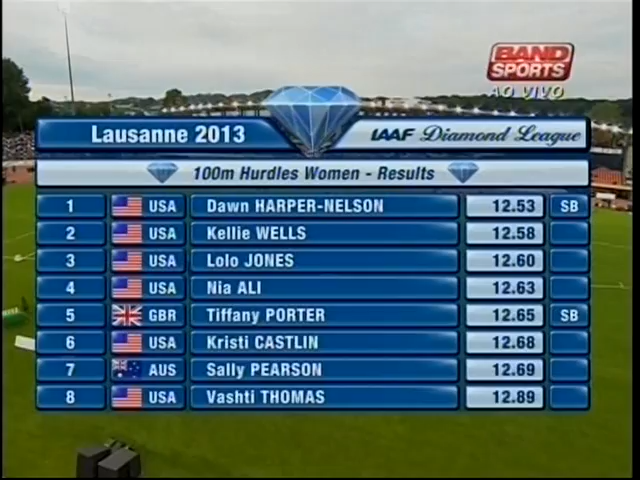 BAND
SPORTS
AO VIVO
Lausanne 2013 IAAF Diamond League
100m Hurdles Women - Results
1 USA Dawn HARPER-NELSON 12.53 SB
2 USA Kellie WELLS 12.58
3 USA Lolo JONES 12.60
4 USA Nia ALI 12.63
5 GBR Tiffany PORTER 12.65 SB
6 USA Kristi CASTLIN 12.68
7 AUS Sally PEARSON 12.69
8 USA Vashti THOMAS 12.89